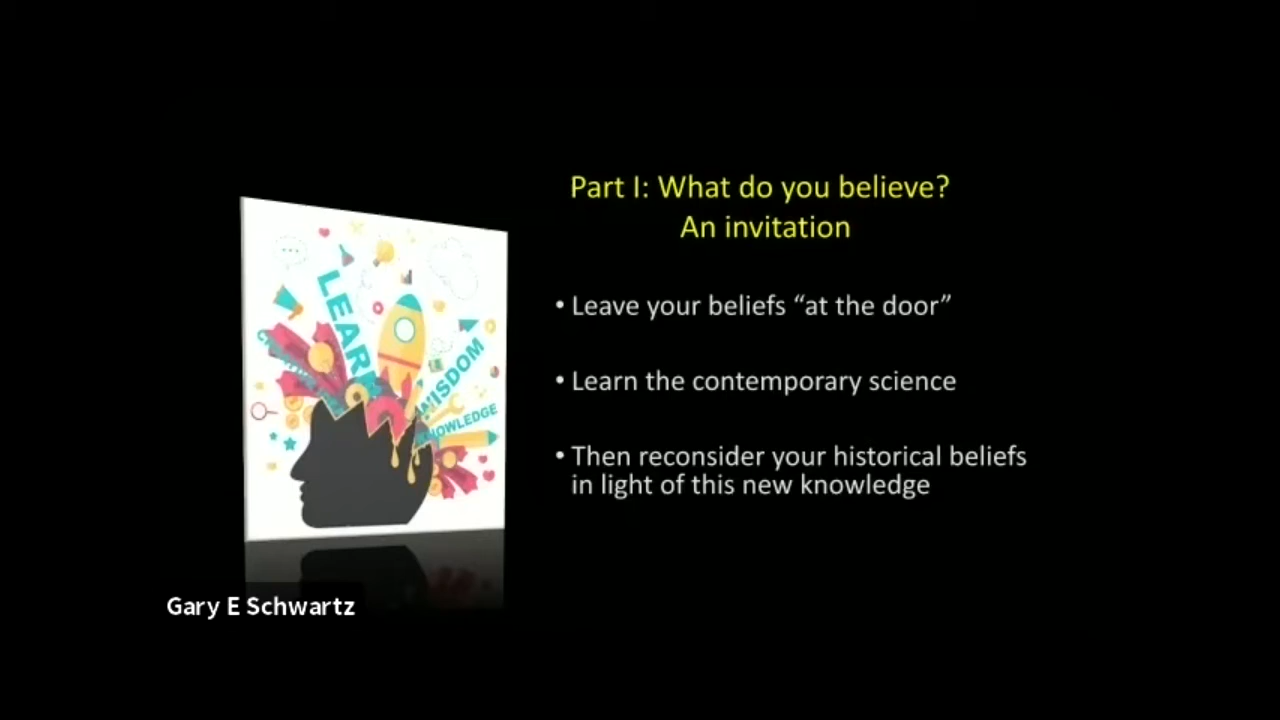 Part I: What do you believe?
An invitation
• Leave your beliefs “at the door”
• Learn the contemporary science
• Then reconsider your historical beliefs
in light of this new knowledge
LEARN
WISDOM
KNOWLEDGE
Gary E Schwartz